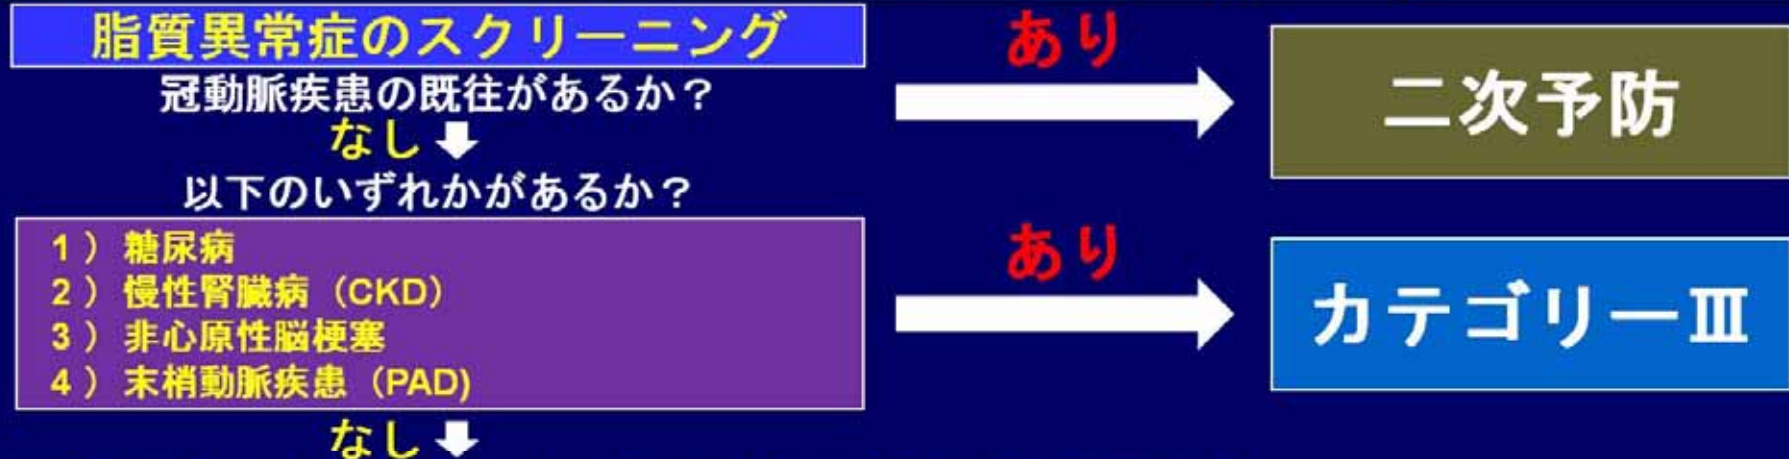 脂質異常症のスクリーニング
冠動脈疾患の既往があるか？
あり
二次予防
なし
以下のいずれかがあるか？
1）糖尿病
2）慢性腎臓病（CKD）
3）非心原性脳梗塞
4）末梢動脈疾患（PAD)
あり
カテゴリーⅢ
なし